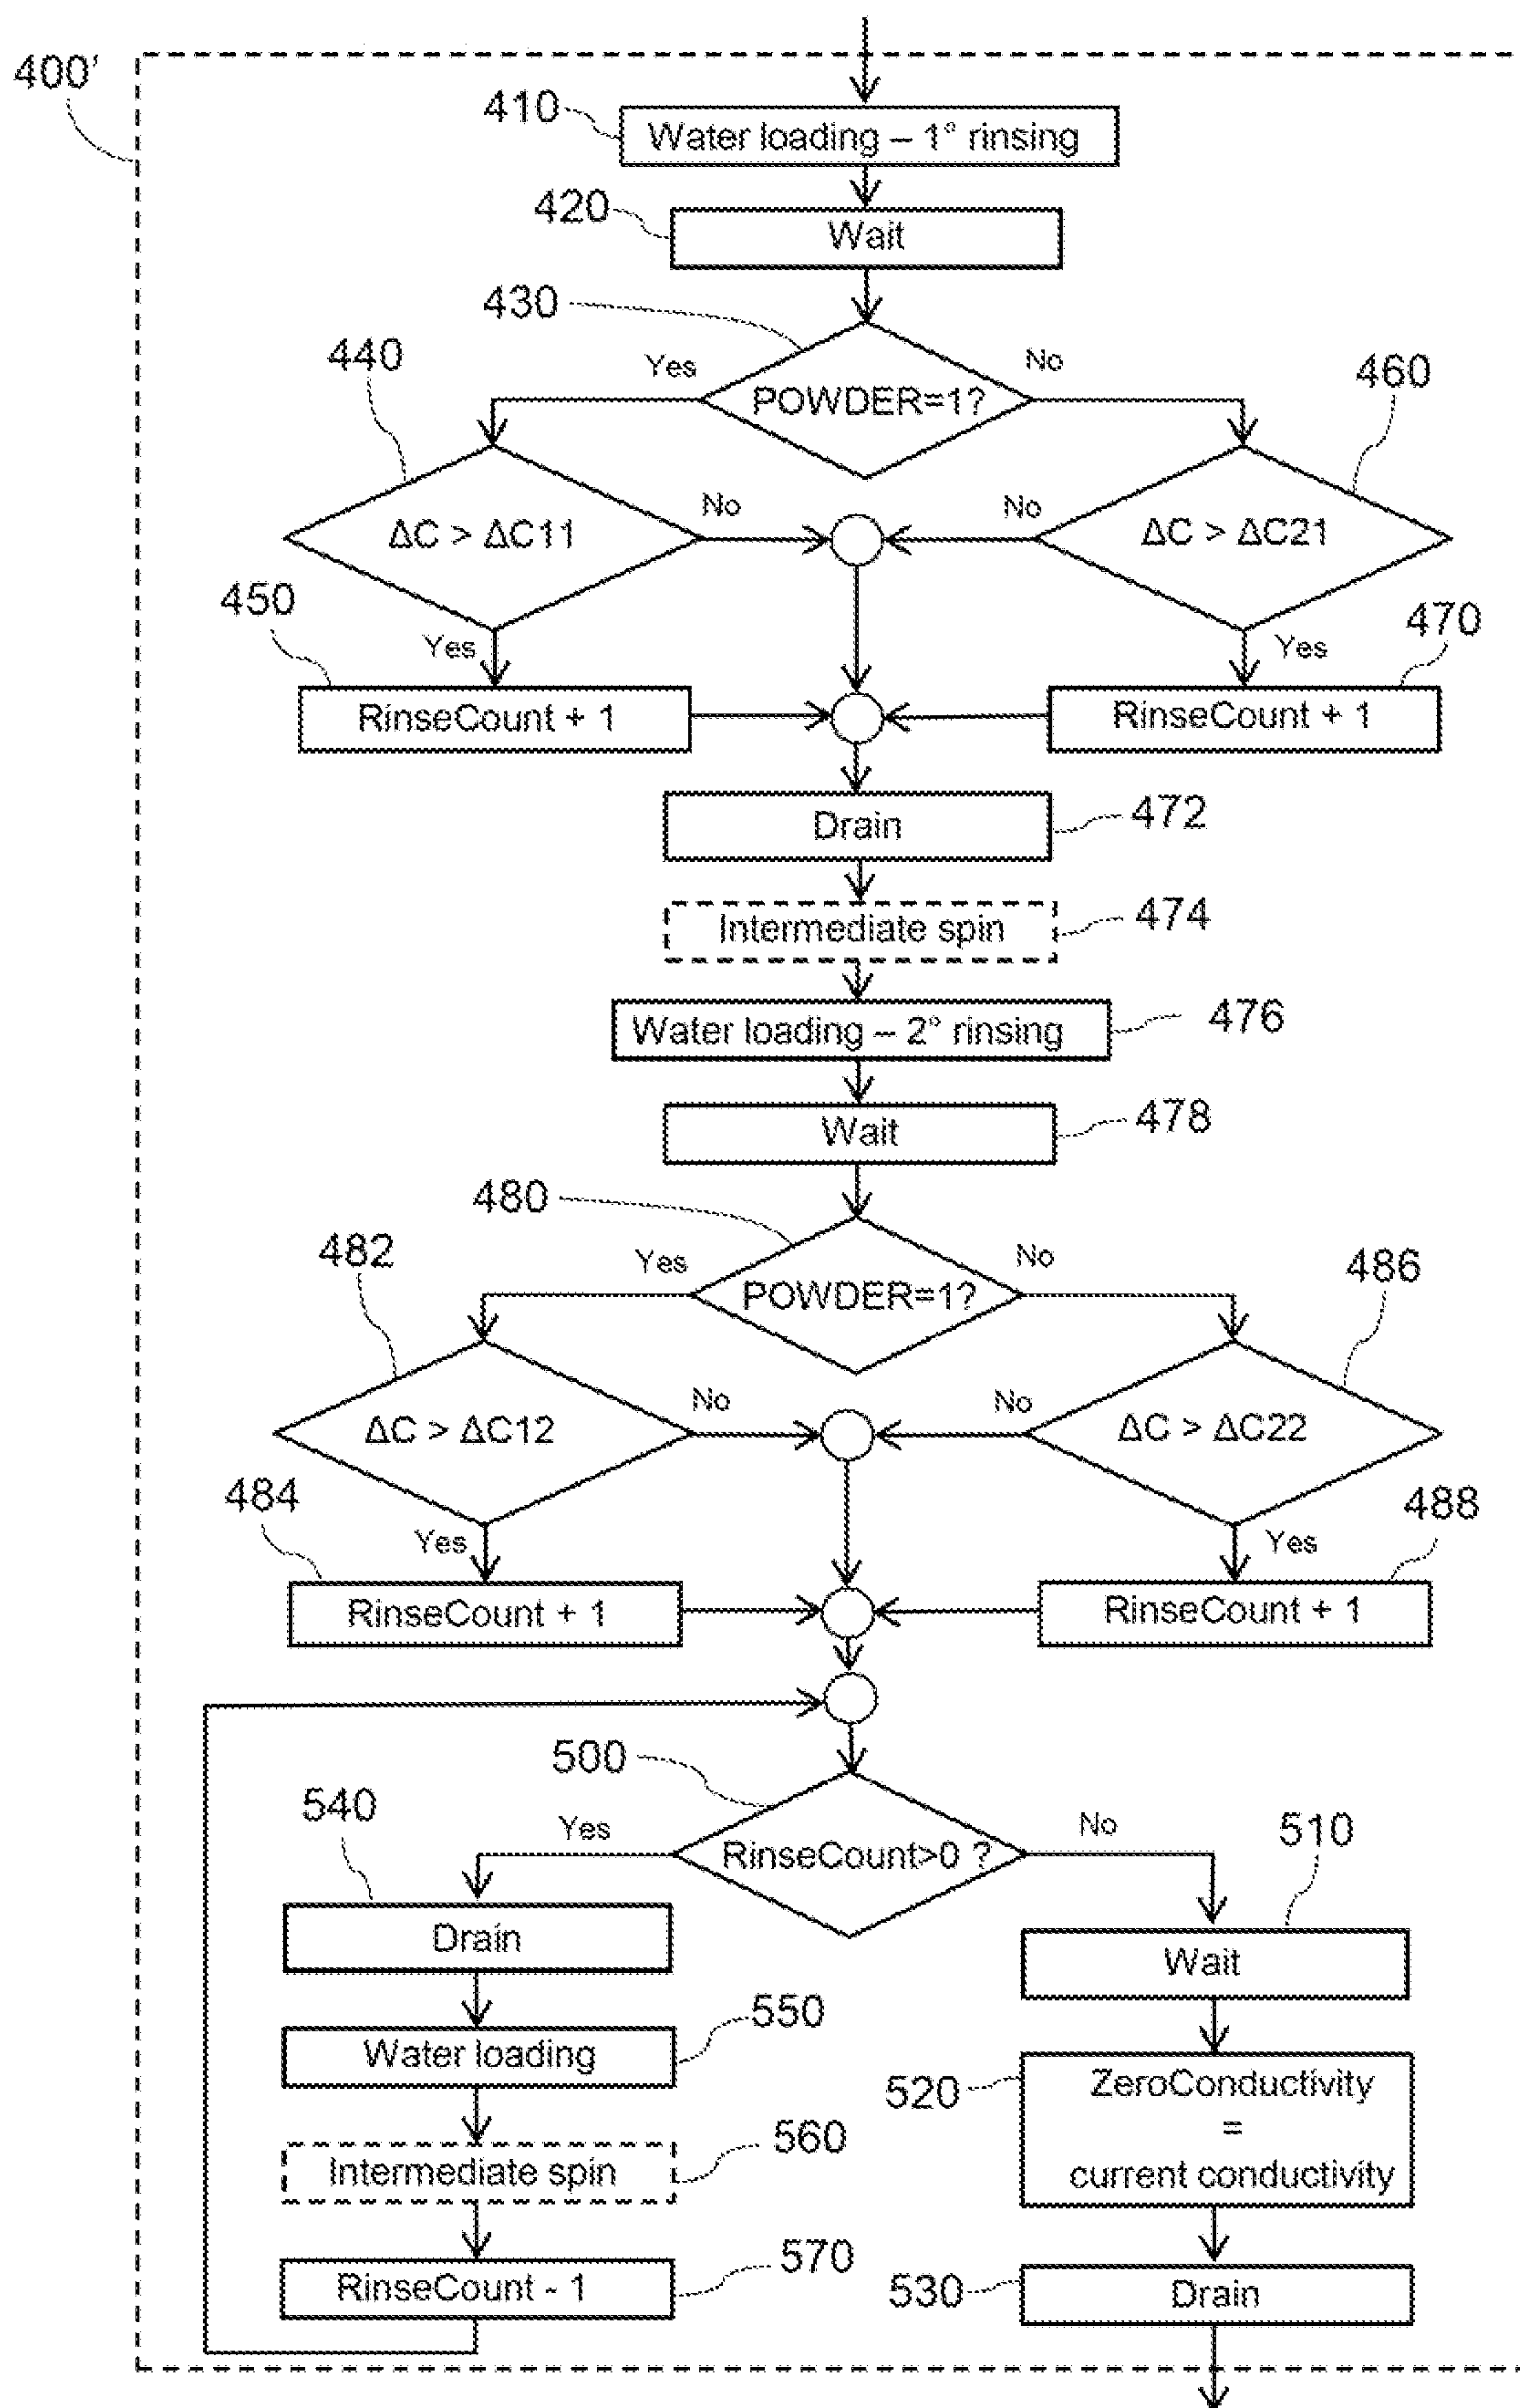 400'
410
Water loading – 1° rinsing
420
Wait
430
POWDER=1?
Yes
No
440
460
ΔC > ΔC11
No
No
ΔC > ΔC21
450
Yes
Yes
470
RinseCount + 1
RinseCount + 1
Drain
472
Intermediate spin
474
Water loading – 2° rinsing
476
Wait
478
480
POWDER=1?
Yes
No
482
486
ΔC > ΔC12
No
No
ΔC > ΔC22
484
Yes
Yes
488
RinseCount + 1
RinseCount + 1
500
RinseCount>0 ?
Yes
No
540
510
Drain
Wait
Water loading
550
520
ZeroConductivity
=
current conductivity
Intermediate spin
560
RinseCount - 1
570
530
Drain